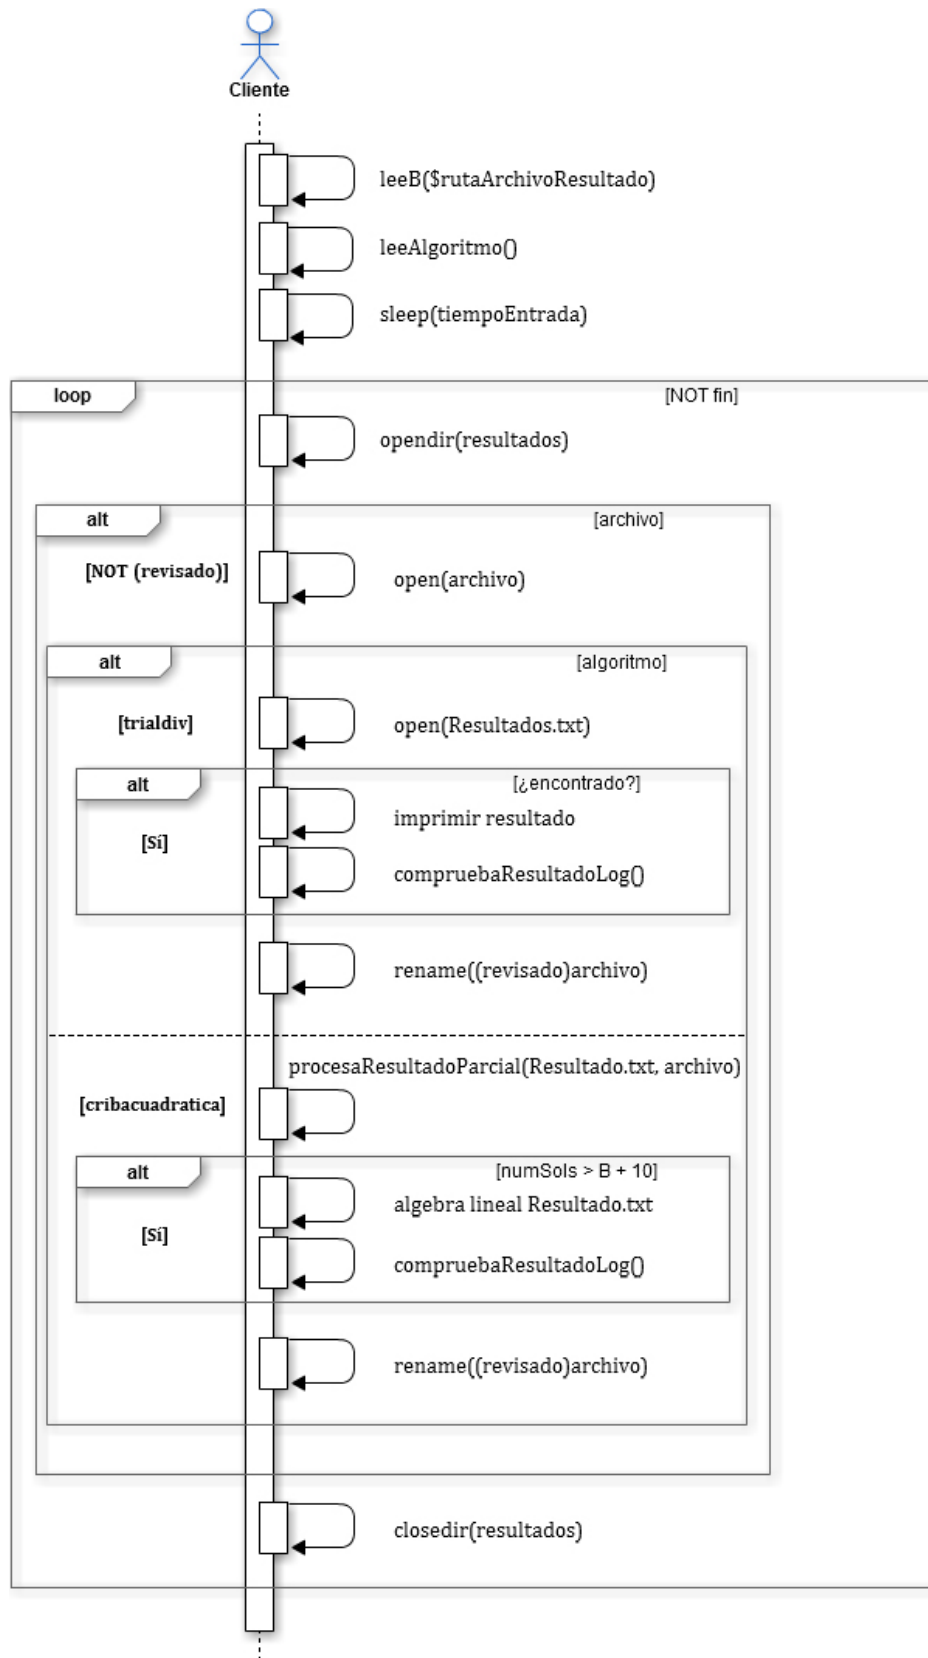 Cliente
leeB($rutaArchivoResultado)
leeAlgoritmo()
sleep(tiempoEntrada)
loop
[NOT fin]
opendir(resultados)
alt
[archivo]
[NOT (revisado)]
open(archivo)
alt
[algoritmo]
[trialdiv]
open(Resultados.txt)
alt
[¿encontrado?]
imprimir resultado
[Sí]
compruebaResultadoLog()
rename((revisado)archivo)
procesaResultadoParcial(Resultado.txt, archivo)
[cribacuadratica]
alt
[numSols > B + 10]
algebra lineal Resultado.txt
[Sí]
compruebaResultadoLog()
rename((revisado)archivo)
closedir(resultados)